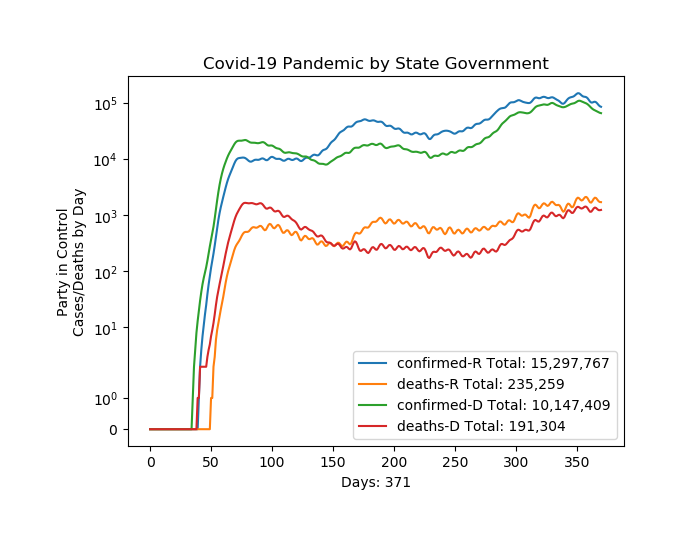 Covid-19 Pandemic by State Government
Party in Control
Cases/Deaths by Day
10^5
10^4
10^3
10^2
10^1
10^0
0
confirmed-R Total: 15,297,767
deaths-R Total: 235,259
confirmed-D Total: 10,147,409
deaths-D Total: 191,304
0 50 100 150 200 250 300 350
Days: 371